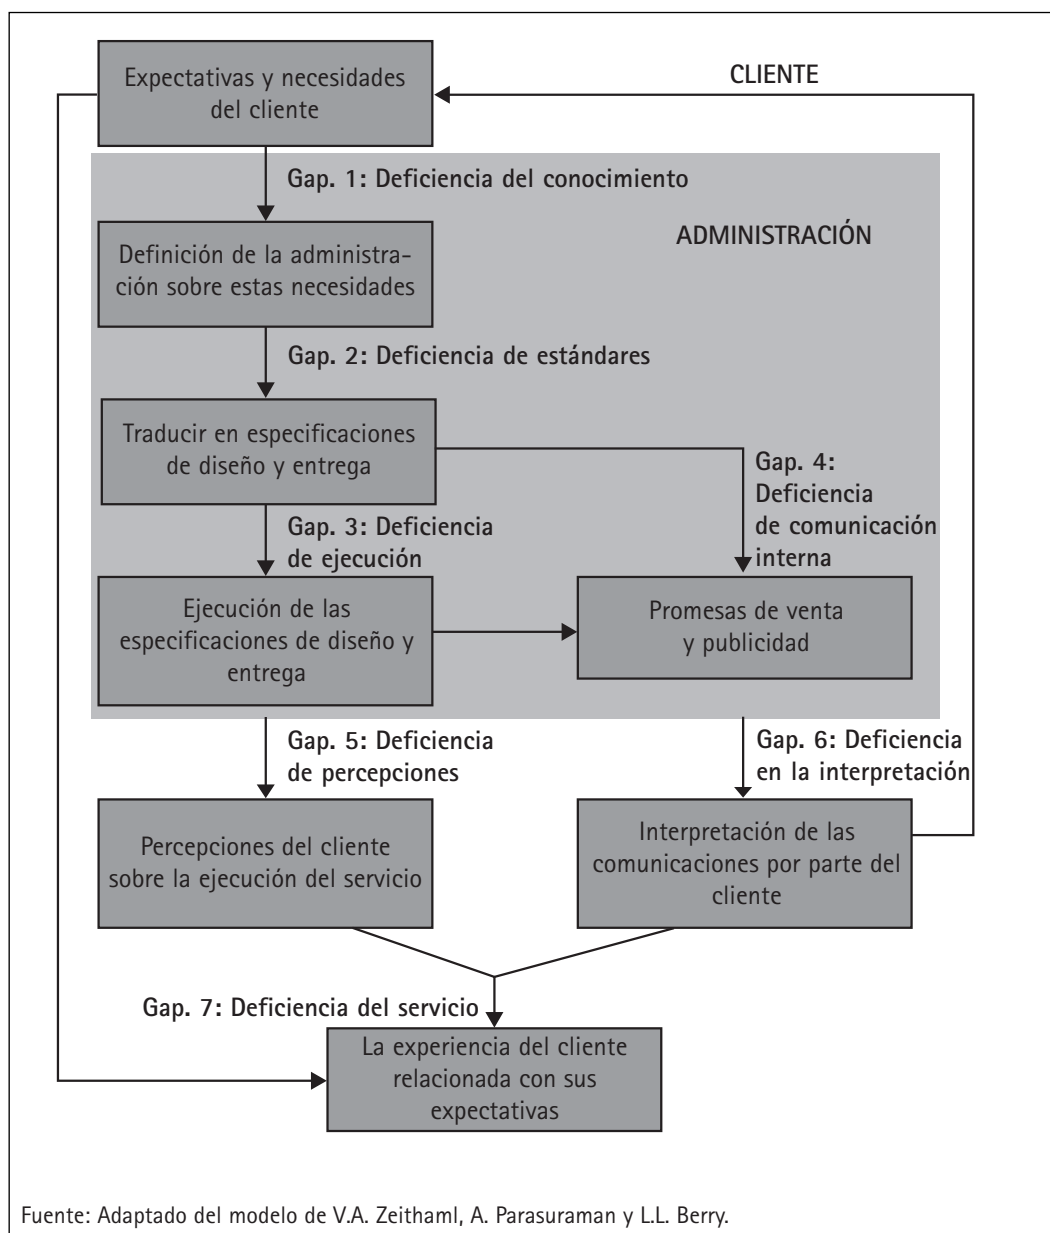 Expectativas y necesidades
del cliente
CLIENTE
Gap. 1: Deficiencia del conocimiento
ADMINISTRACIÓN
Definición de la administra-
ción sobre estas necesidades
Gap. 2: Deficiencia de estándares
Traducir en especificaciones
de diseño y entrega
Gap. 3: Deficiencia
de ejecución
Gap. 4:
Deficiencia
de comunicación
interna
Ejecución de las
especificaciones de diseño y
entrega
Promesas de venta
y publicidad
Gap. 5: Deficiencia
de percepciones
Gap. 6: Deficiencia
en la interpretación
Percepciones del cliente
sobre la ejecución del servicio
Interpretación de las
comunicaciones por parte del
cliente
Gap. 7: Deficiencia del servicio
La experiencia del cliente
relacionada con sus
expectativas
Fuente: Adaptado del modelo de V.A. Zeithaml, A. Parasuraman y L.L. Berry.